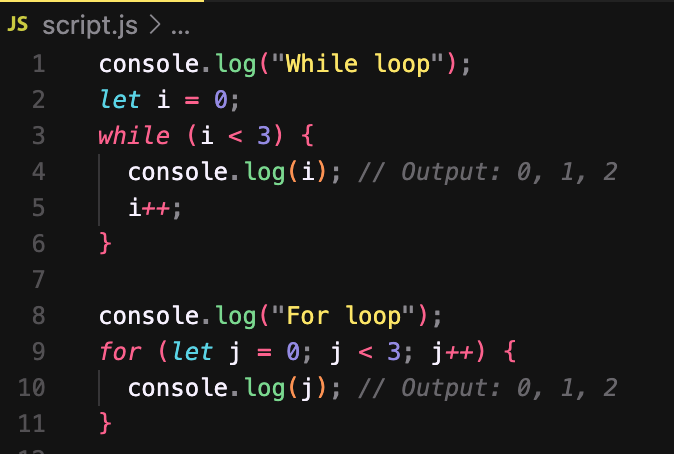 JS script.js > ...
1 console.log("While loop");
2 let i = 0;
3 while (i < 3) {
4   console.log(i); // Output: 0, 1, 2
5   i++;
6 }
7
8 console.log("For loop");
9 for (let j = 0; j < 3; j++) {
10   console.log(j); // Output: 0, 1, 2
11 }